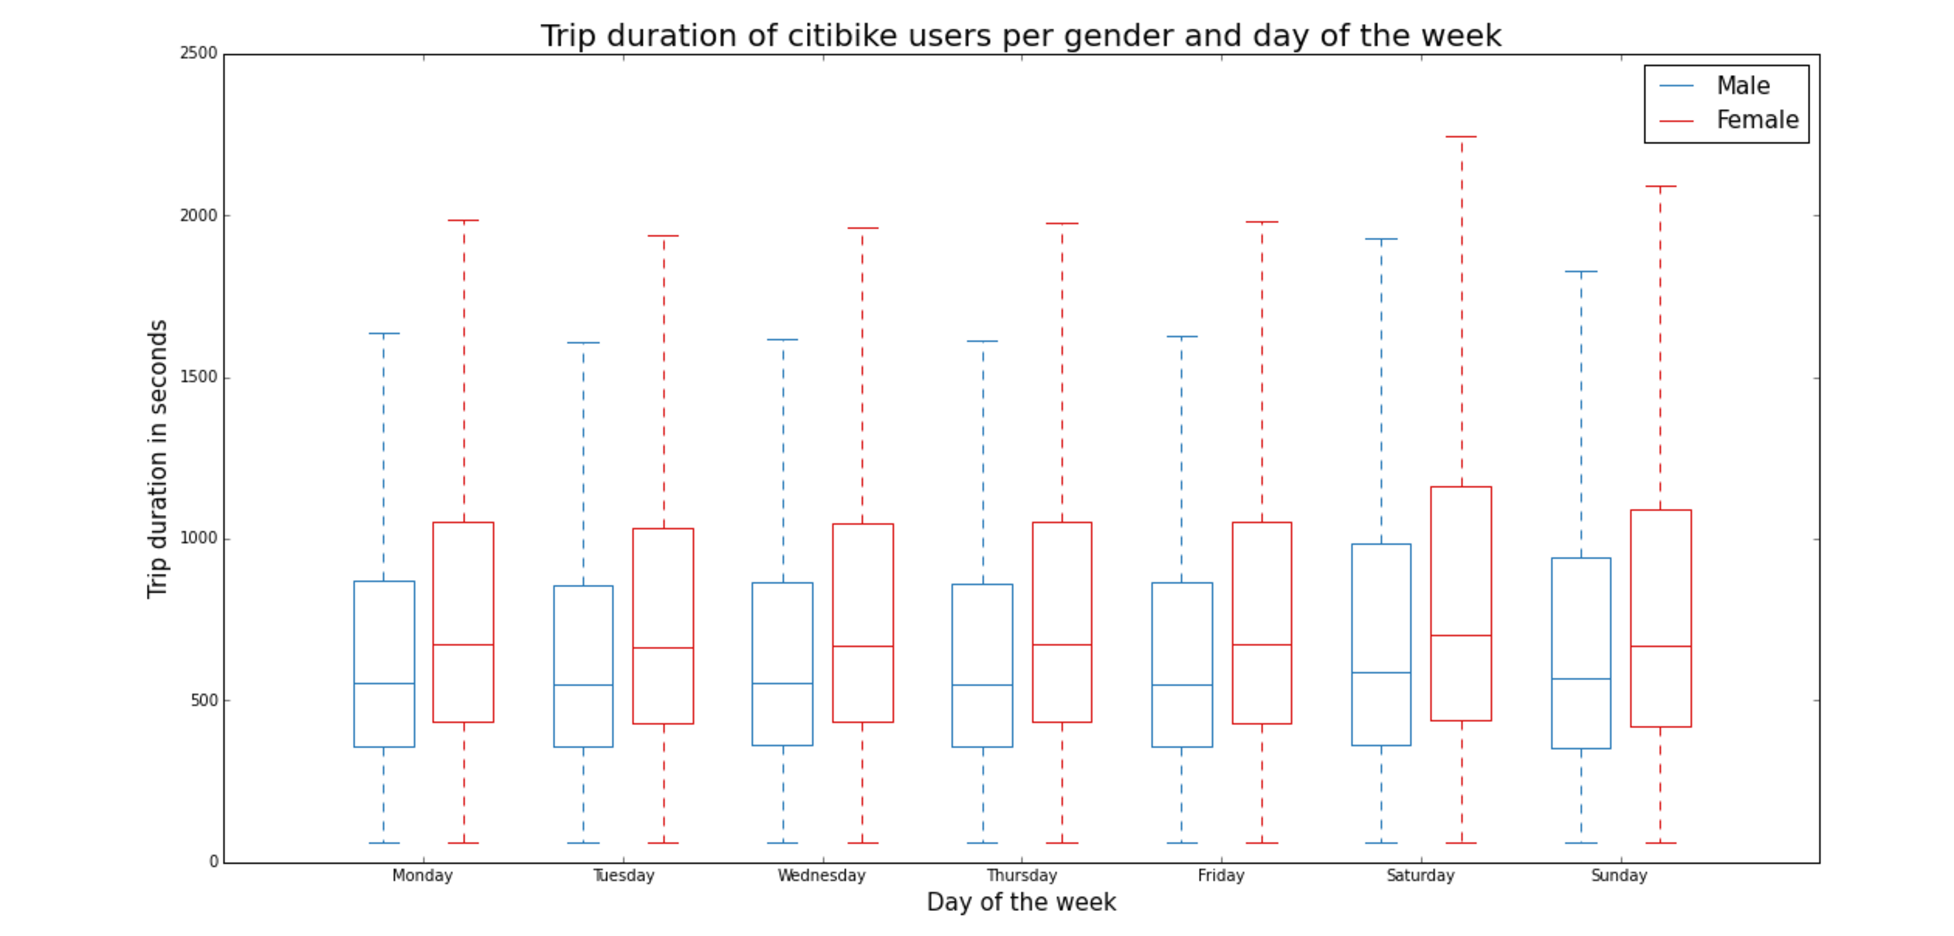 Trip duration of citibike users per gender and day of the week
Male
Female
Trip duration in seconds
2500
2000
1500
1000
500
0
Monday Tuesday Wednesday Thursday Friday Saturday Sunday
Day of the week